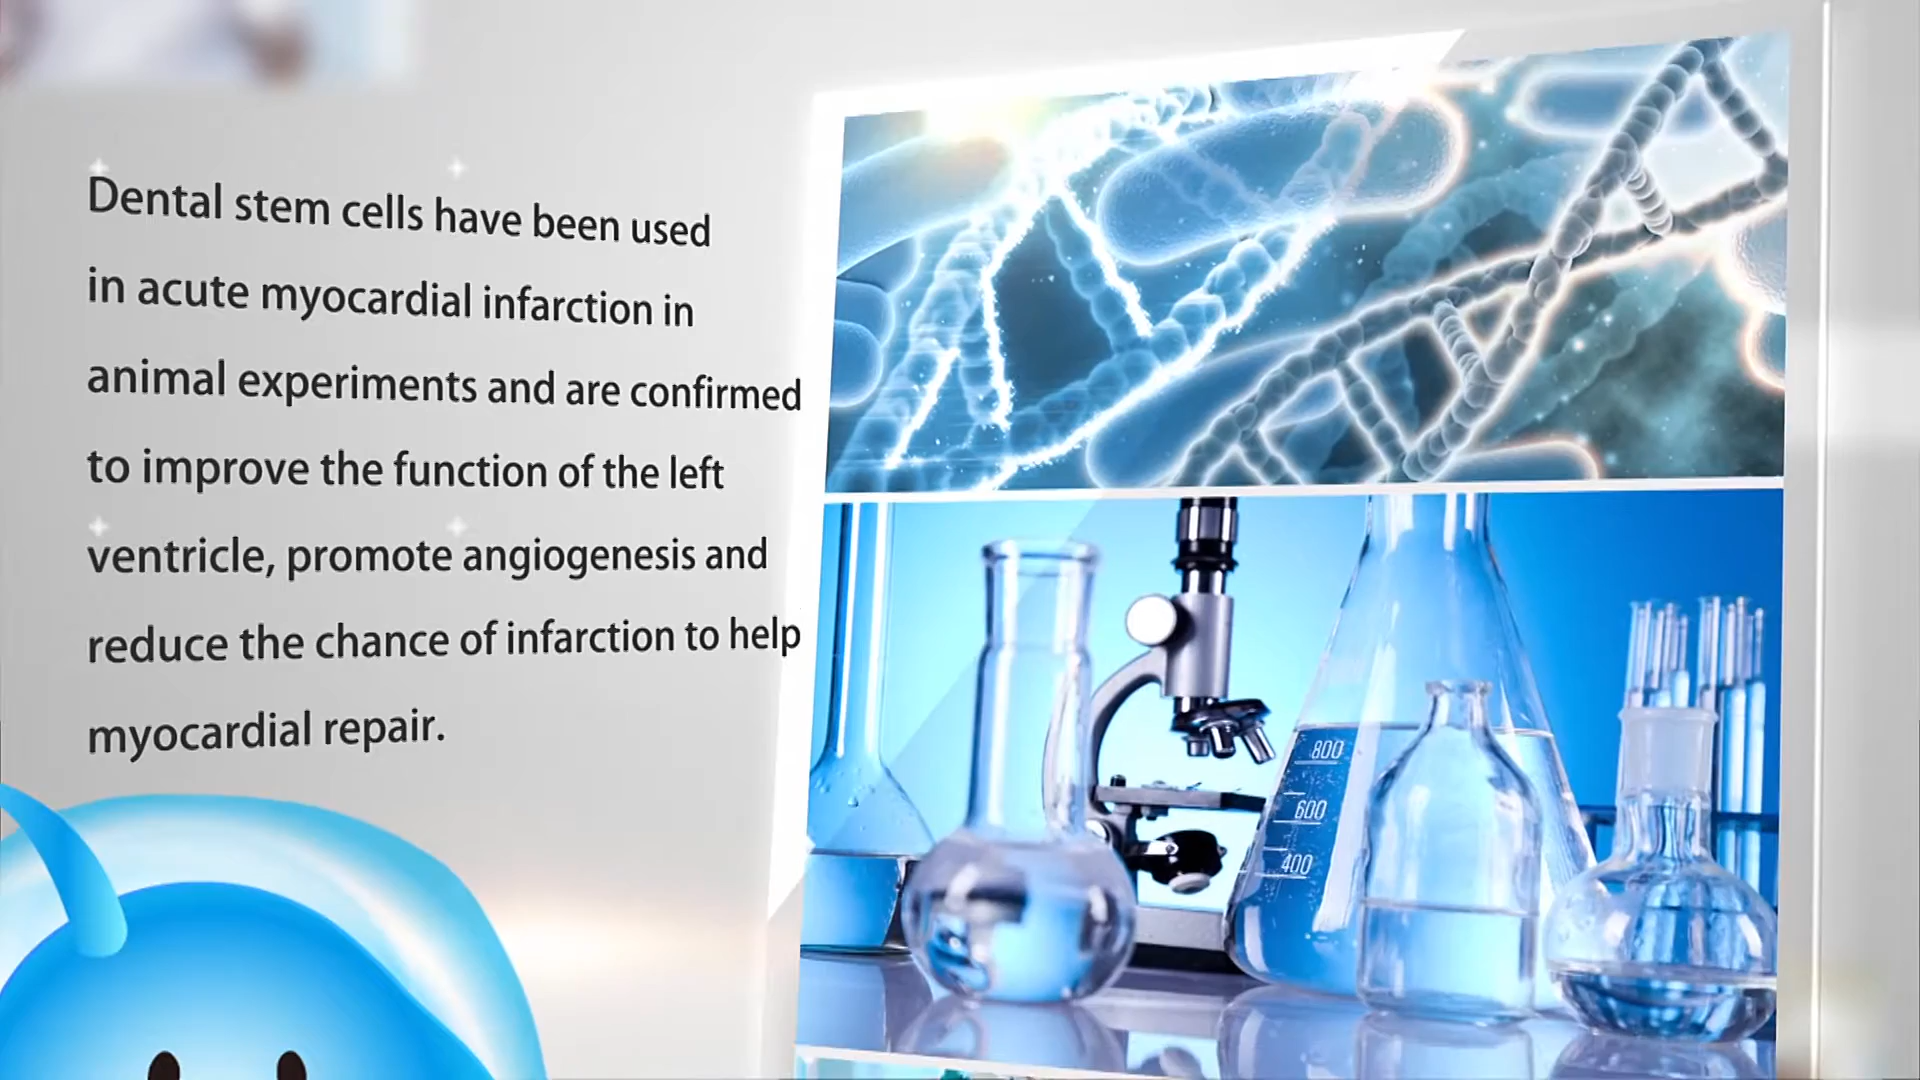 Dental stem cells have been used
in acute myocardial infarction in
animal experiments and are confirmed
to improve the function of the left
ventricle, promote angiogenesis and
reduce the chance of infarction to help
myocardial repair.
800
600
400